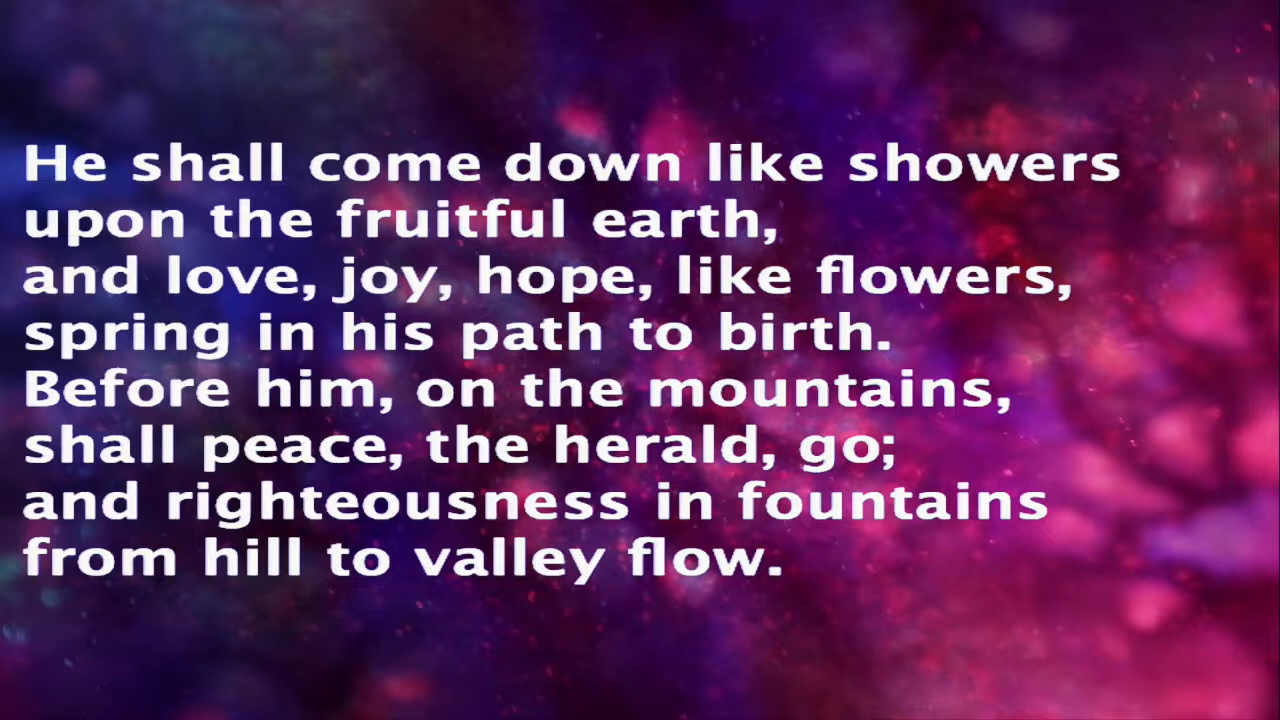 He shall come down like showers
upon the fruitful earth,
and love, joy, hope, like flowers,
spring in his path to birth.
Before him, on the mountains,
shall peace, the herald, go;
and righteousness in fountains
from hill to valley flow.